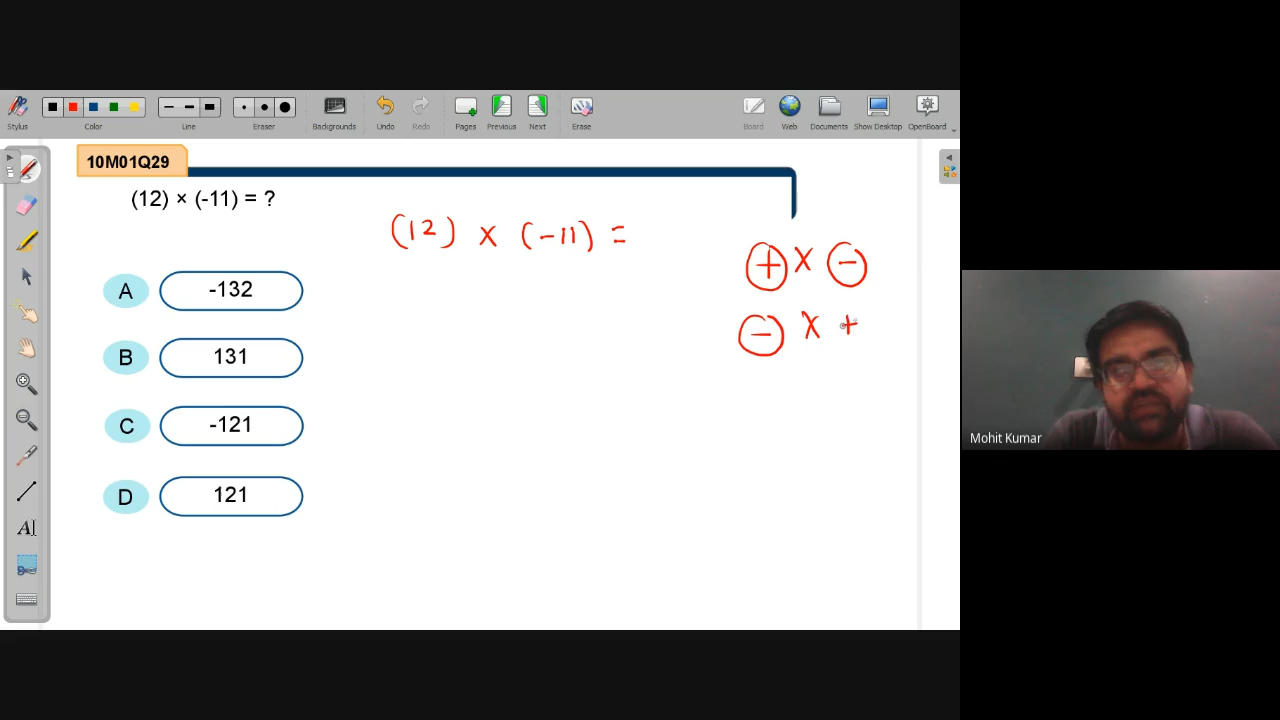 Stylus
Color
Line
Eraser
Backgrounds
Undo
Redo
Pages
Previous
Next
Erase
Board
Web
Documents
Show Desktop
OpenBoard
10M01Q29
(12) × (-11) = ?
(12) × (-11) =
+ × -
- × +
A -132
B 131
C -121
D 121
Mohit Kumar